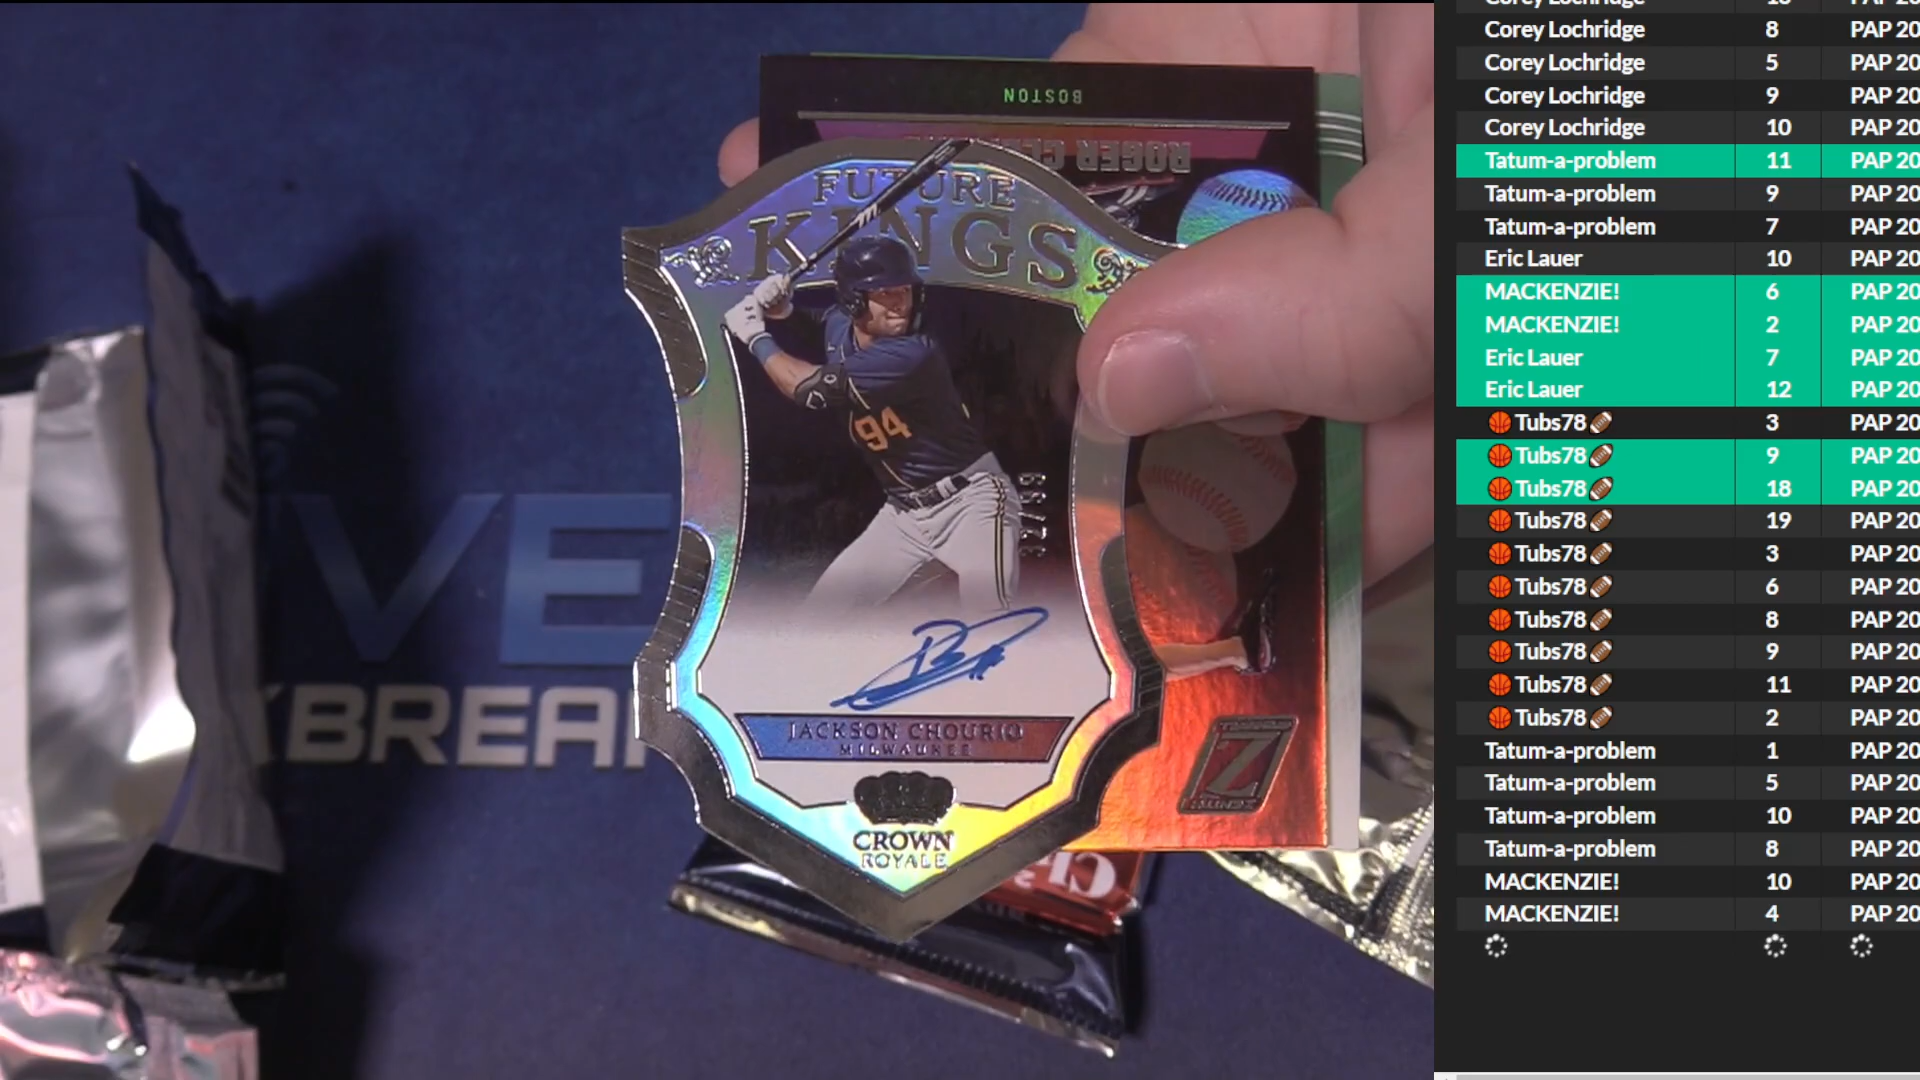 BOSTON
ROGER
FUTURE
KINGS
94
32/99
JACKSON CHOURIO
MILWAUKEE
CROWN
ROYALE
Z
VE
BREA
Corey Lochridge 8 PAP 20
Corey Lochridge 5 PAP 20
Corey Lochridge 9 PAP 20
Corey Lochridge 10 PAP 20
Tatum-a-problem 11 PAP 20
Tatum-a-problem 9 PAP 20
Tatum-a-problem 7 PAP 20
Eric Lauer 10 PAP 20
MACKENZIE! 6 PAP 20
MACKENZIE! 2 PAP 20
Eric Lauer 7 PAP 20
Eric Lauer 12 PAP 20
🏀 Tubs78🏈 3 PAP 20
🏀 Tubs78🏈 9 PAP 20
🏀 Tubs78🏈 18 PAP 20
🏀 Tubs78🏈 19 PAP 20
🏀 Tubs78🏈 3 PAP 20
🏀 Tubs78🏈 6 PAP 20
🏀 Tubs78🏈 8 PAP 20
🏀 Tubs78🏈 9 PAP 20
🏀 Tubs78🏈 11 PAP 20
🏀 Tubs78🏈 2 PAP 20
Tatum-a-problem 1 PAP 20
Tatum-a-problem 5 PAP 20
Tatum-a-problem 10 PAP 20
Tatum-a-problem 8 PAP 20
MACKENZIE! 10 PAP 20
MACKENZIE! 4 PAP 20